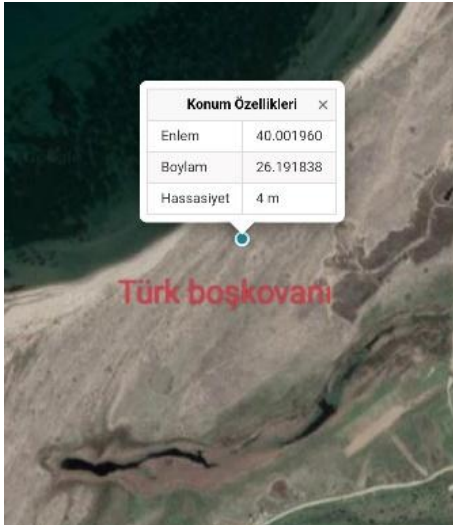 Konum Özellikleri ×
Enlem 40.001960
Boylam 26.191838
Hassasiyet 4 m
Türk boşkovanı